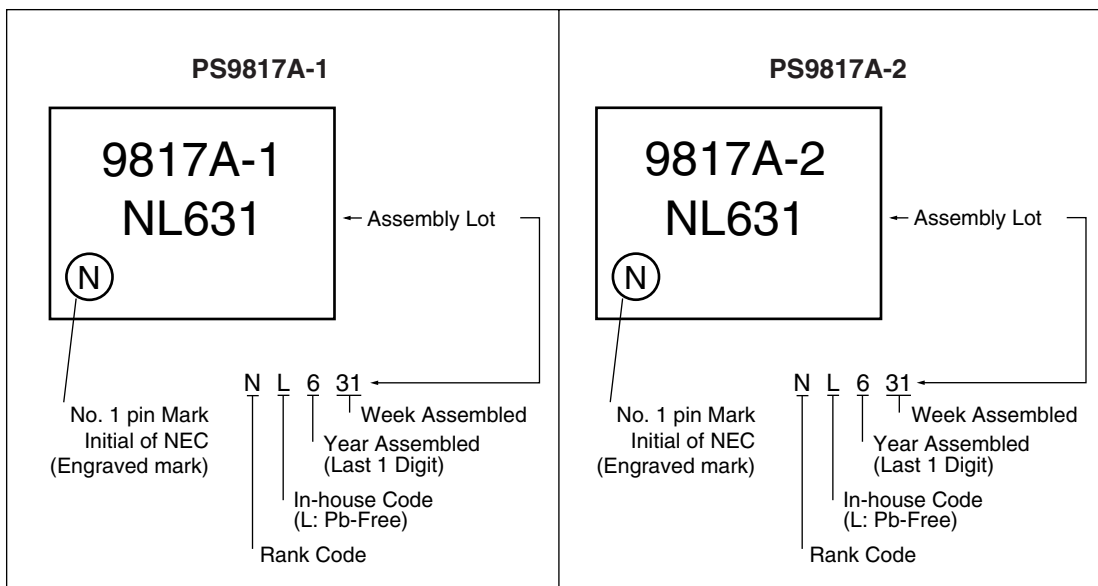 PS9817A-1
9817A-1
NL631
N
Assembly Lot
N L 6 31
No. 1 pin Mark
Initial of NEC
(Engraved mark)
Week Assembled
Year Assembled
(Last 1 Digit)
In-house Code
(L: Pb-Free)
Rank Code
PS9817A-2
9817A-2
NL631
N
Assembly Lot
N L 6 31
No. 1 pin Mark
Initial of NEC
(Engraved mark)
Week Assembled
Year Assembled
(Last 1 Digit)
In-house Code
(L: Pb-Free)
Rank Code